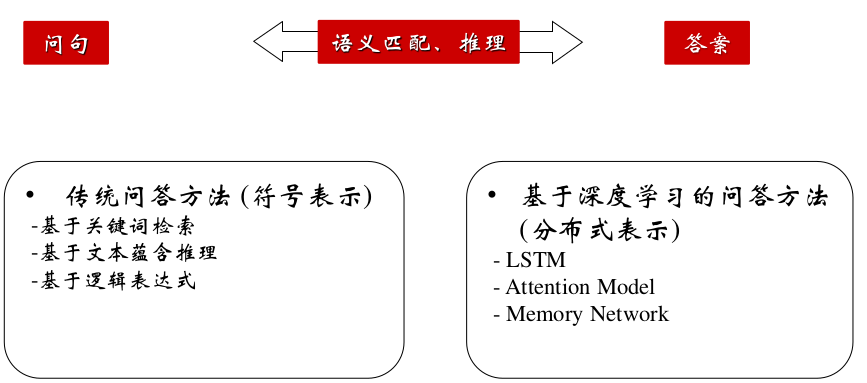 问句
语义匹配、推理
答案
• 传统问答方法(符号表示)
-基于关键词检索
-基于文本蕴含推理
-基于逻辑表达式
• 基于深度学习的问答方法
(分布式表示)
- LSTM
- Attention Model
- Memory Network